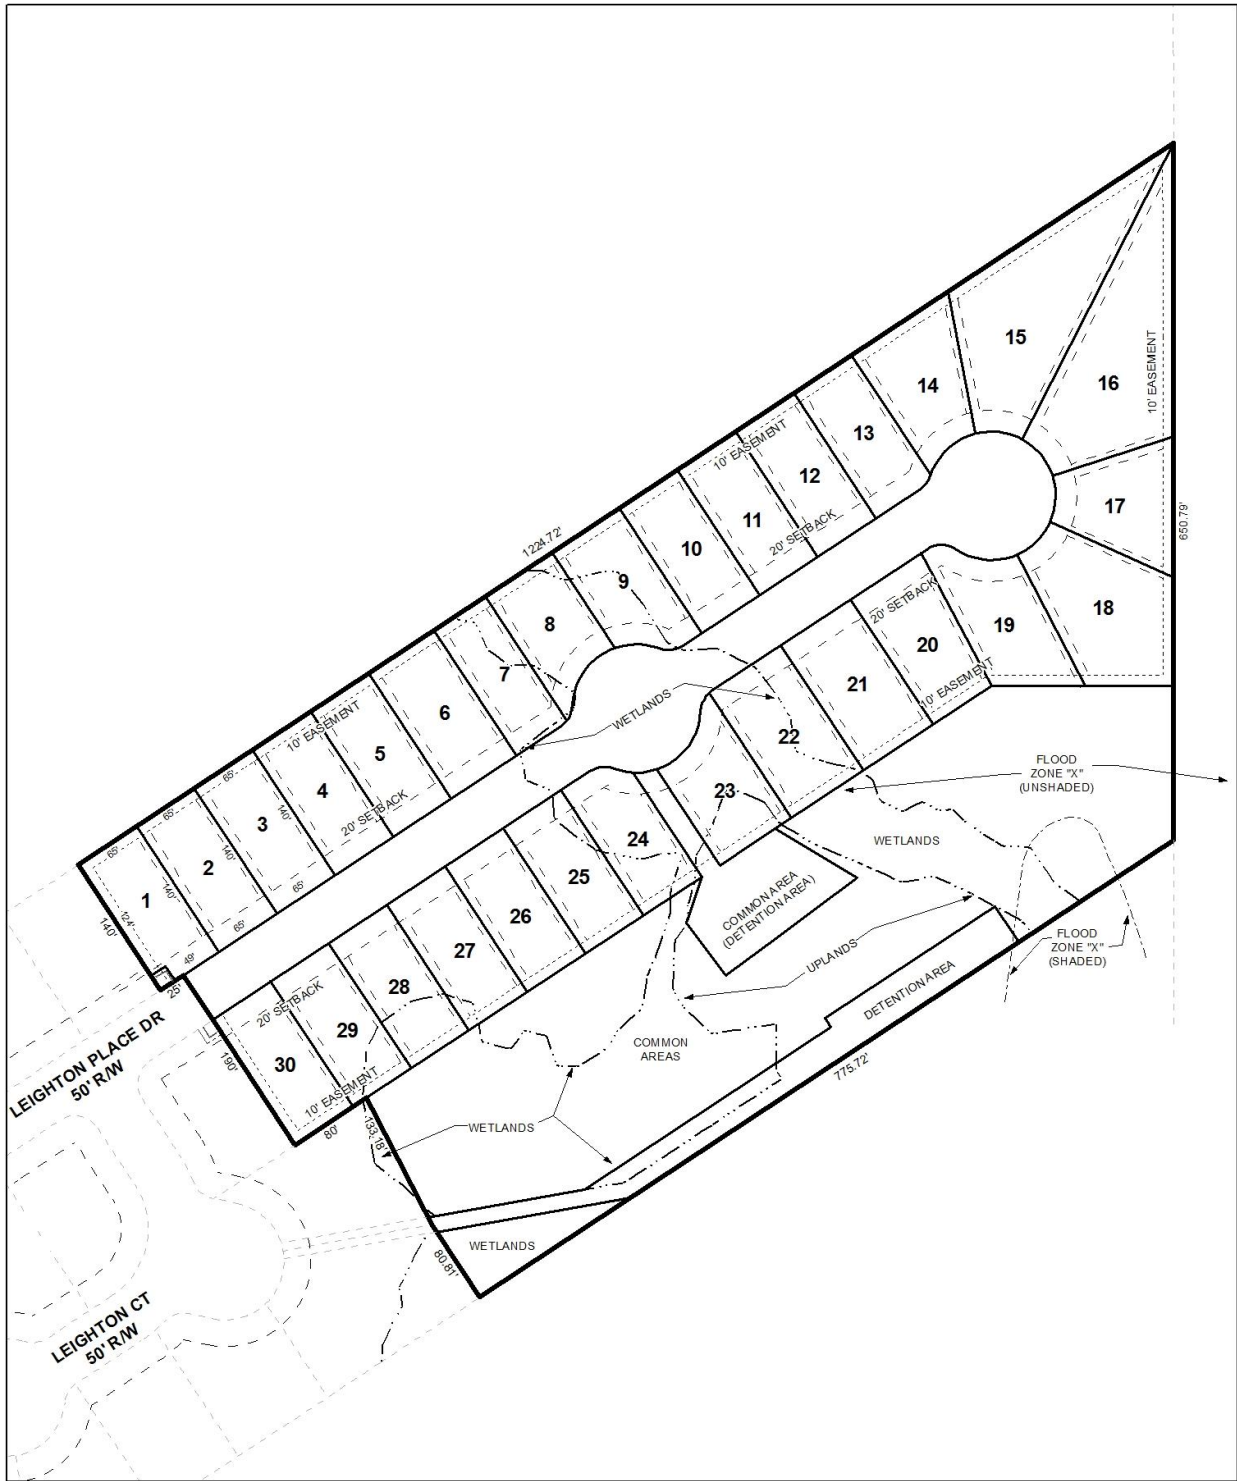 15
16
10' EASEMENT
14
13
10' EASEMENT
12
17
650.79'
11
20' SETBACK
10
1224.72'
9
20' SETBACK
18
8
19
20
7
10' EASEMENT
21
WETLANDS
6
10' EASEMENT
22
5
FLOOD
ZONE "X"
(UNSHADED)
23
4
65'
20' SETBACK
65'
140'
3
24
WETLANDS
65'
140'
2
65'
25
COMMON AREA
(DETENTION AREA)
1
140'
124'
65'
26
140'
49'
27
UPLANDS
FLOOD
ZONE "X"
(SHADED)
25'
28
DETENTION AREA
20' SETBACK
29
COMMON
AREAS
LEIGHTON PLACE DR
50' R/W
190'
30
775.72'
10' EASEMENT
80'
133.18'
WETLANDS
WETLANDS
80.81'
LEIGHTON CT
50' R/W